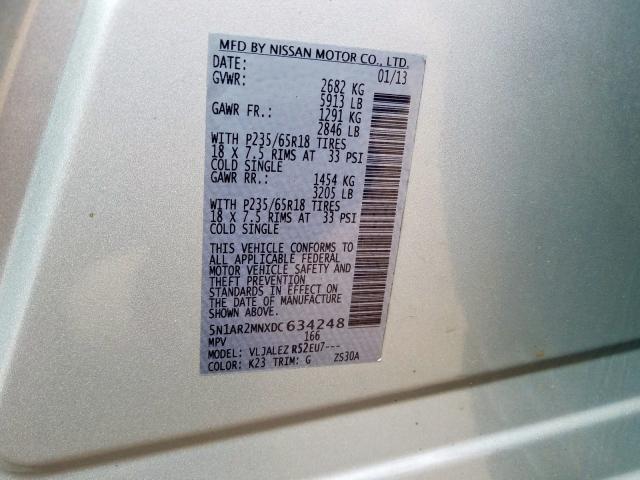 MFD BY NISSAN MOTOR CO., LTD.
DATE: 01/13
GVWR: 2682 KG
5913 LB
GAWR FR.: 1291 KG
2846 LB
WITH P235/65R18 TIRES
18 X 7.5 RIMS AT 33 PSI
COLD SINGLE
GAWR RR.: 1454 KG
3205 LB
WITH P235/65R18 TIRES
18 X 7.5 RIMS AT 33 PSI
COLD SINGLE
THIS VEHICLE CONFORMS TO
ALL APPLICABLE FEDERAL
MOTOR VEHICLE SAFETY AND
THEFT PREVENTION
STANDARDS IN EFFECT ON
THE DATE OF MANUFACTURE
5N1AR2MNXDC634248
MPV 166
MODEL: VLJALEZ R52EU7---
COLOR: K23 TRIM: G ZS30A